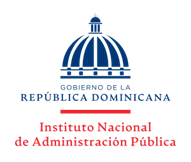 GOBIERNO DE LA
REPÚBLICA DOMINICANA
Instituto Nacional
de Administración Pública